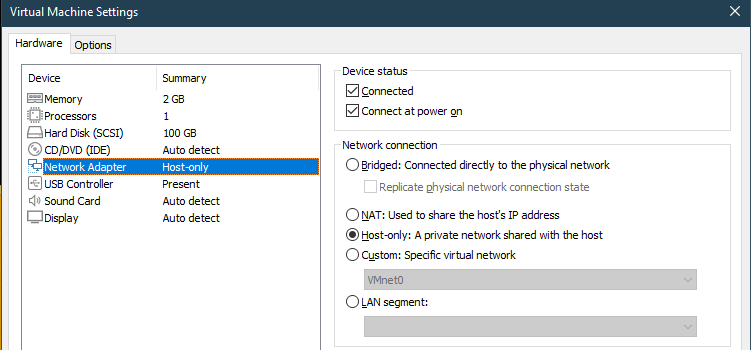 Virtual Machine Settings
Hardware Options
Device Summary
Memory 2 GB
Processors 1
Hard Disk (SCSI) 100 GB
CD/DVD (IDE) Auto detect
Network Adapter Host-only
USB Controller Present
Sound Card Auto detect
Display Auto detect
Device status
Connected
Connect at power on
Network connection
Bridged: Connected directly to the physical network
Replicate physical network connection state
NAT: Used to share the host's IP address
Host-only: A private network shared with the host
Custom: Specific virtual network
VMnet0
LAN segment: